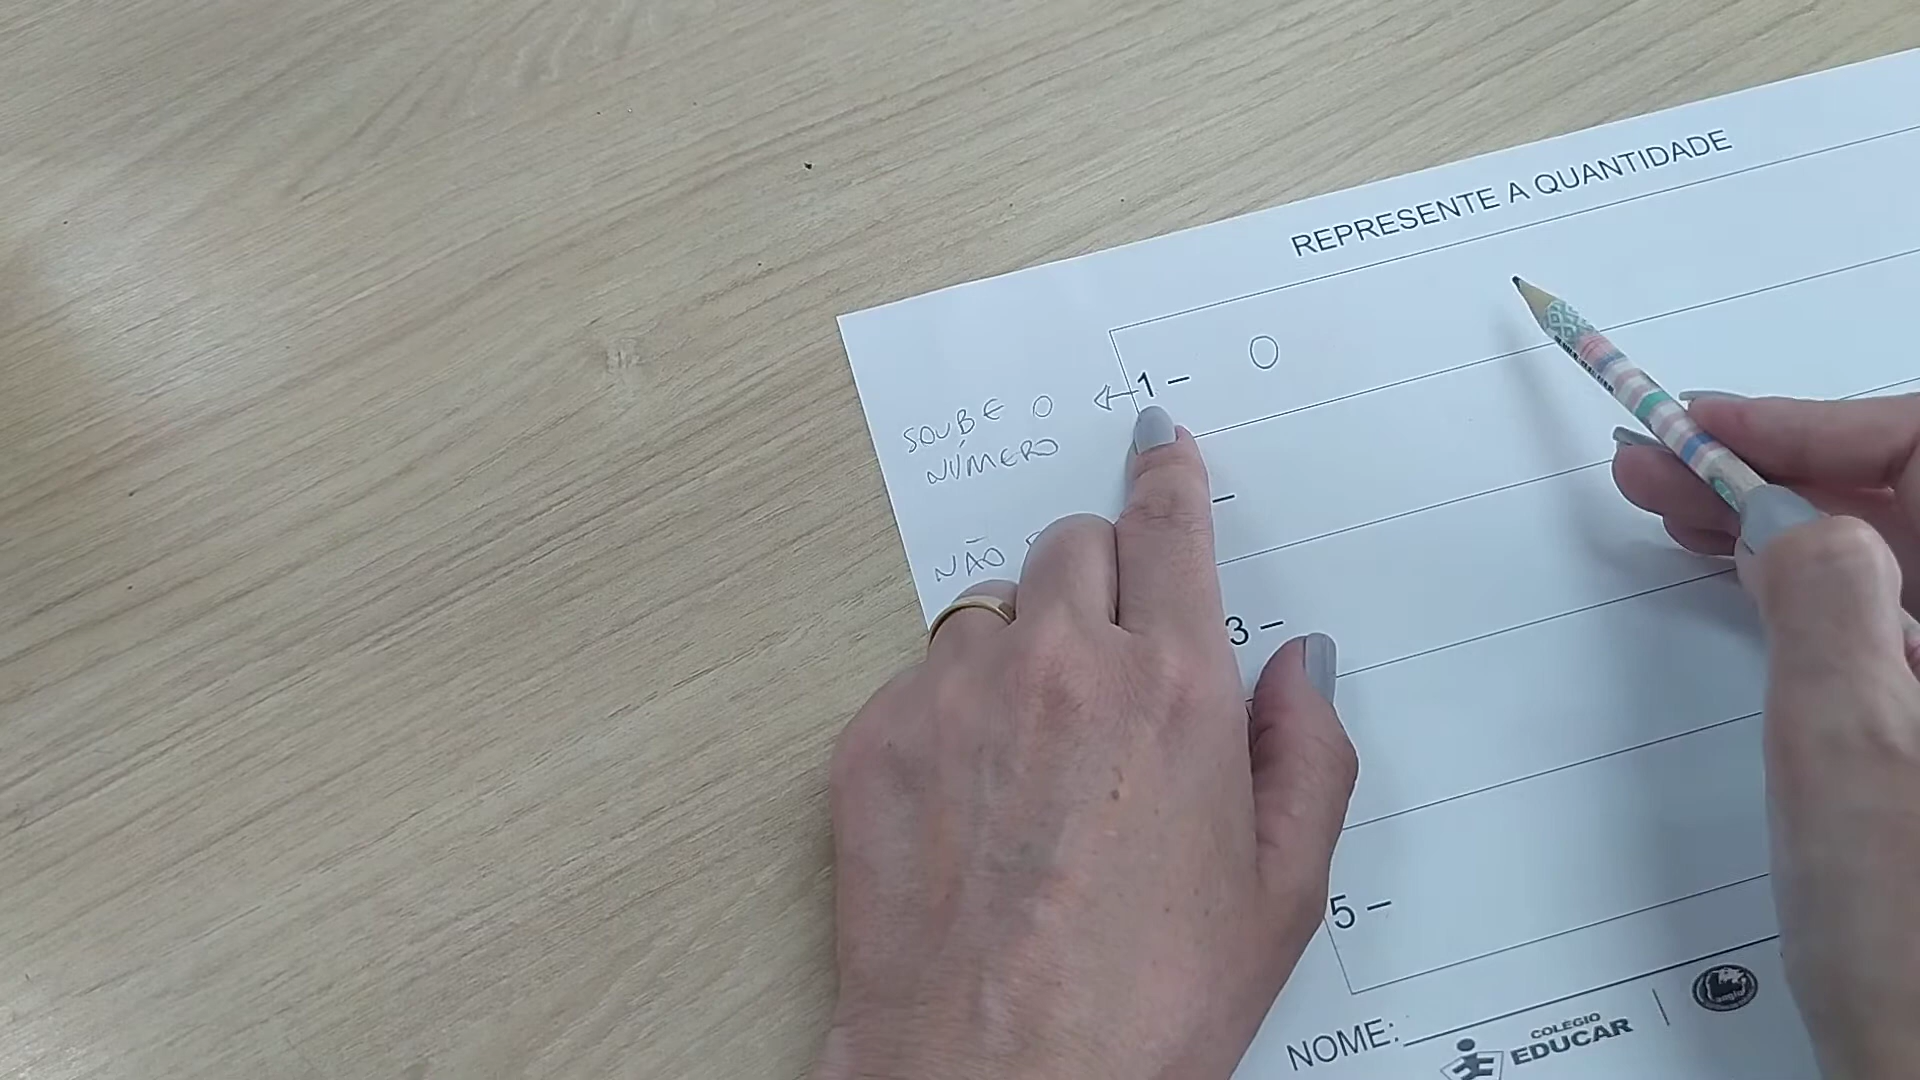 REPRESENTE A QUANTIDADE
1 – O
SOUBE O
NÚMERO
–
NÃO
3 –
5 –
NOME:
COLÉGIO
EDUCAR